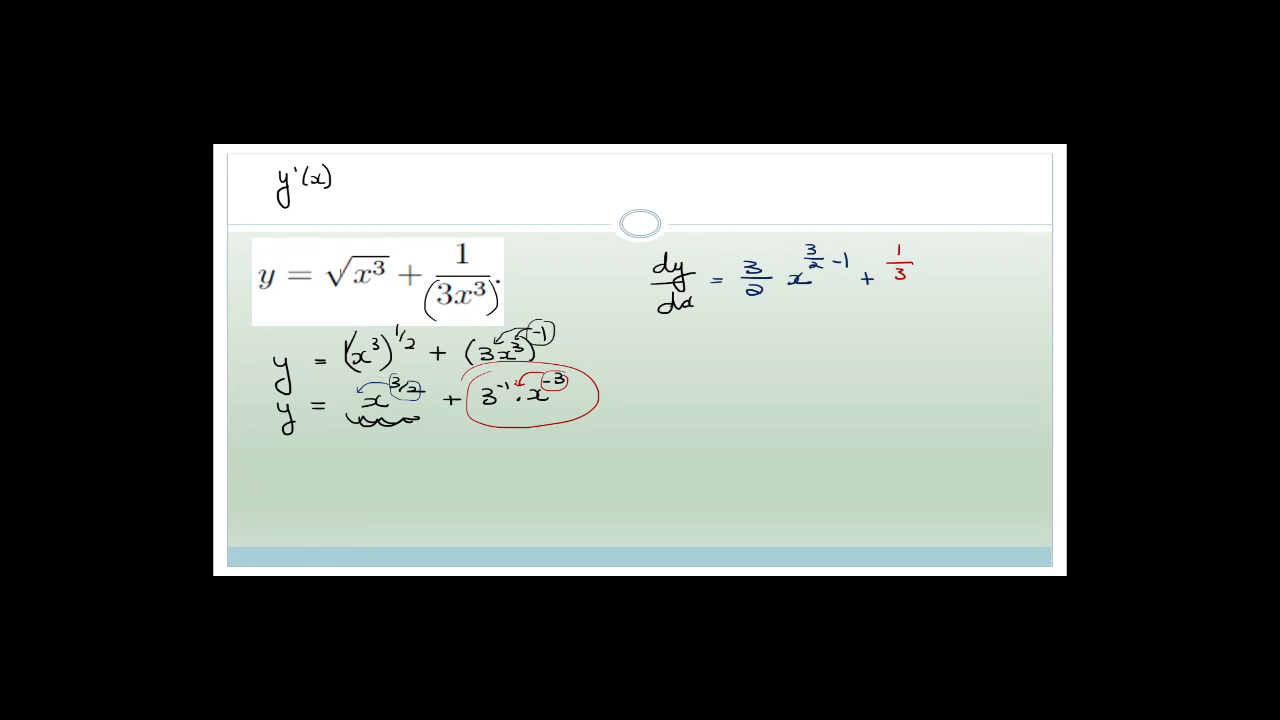 y'(x)
y = √x³ + 1/(3x³).
dy/dx = 3/2 x^(3/2 - 1) + 1/3
y = (x³)^1/2 + (3x³)^-1
y = x^3/2 + 3^-1 . x^-3